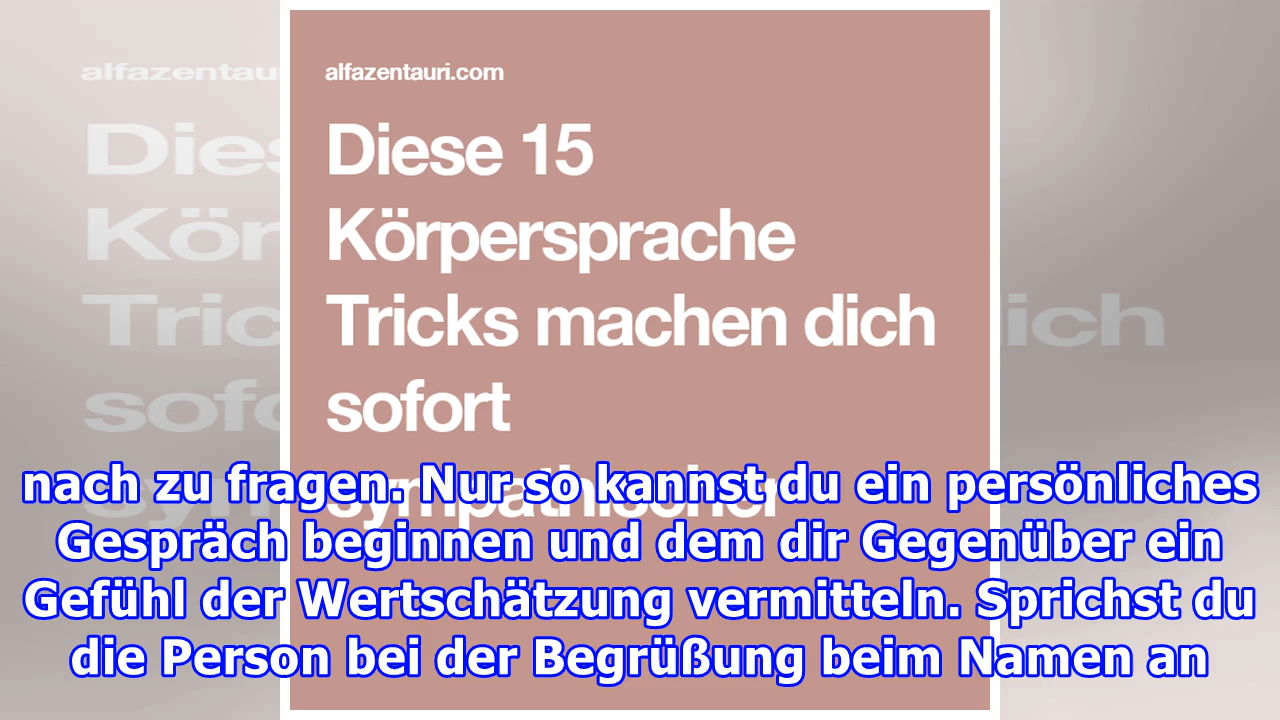 alfazentauri.com
Diese 15
Körpersprache
Tricks machen dich
sofort
sympathischer
nach zu fragen. Nur so kannst du ein persönliches
Gespräch beginnen und dem dir Gegenüber ein
Gefühl der Wertschätzung vermitteln. Sprichst du
die Person bei der Begrüßung beim Namen an